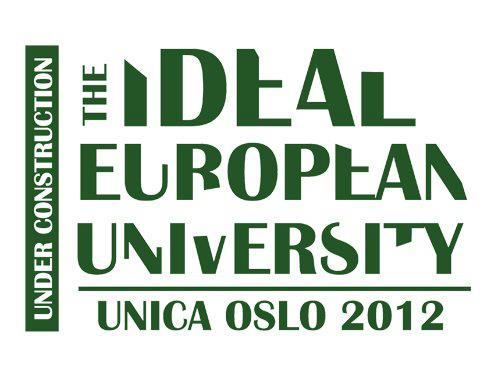 UNDER CONSTRUCTION
THE
IDEAL
EUROPEAN
UNIVERSITY
UNICA OSLO 2012